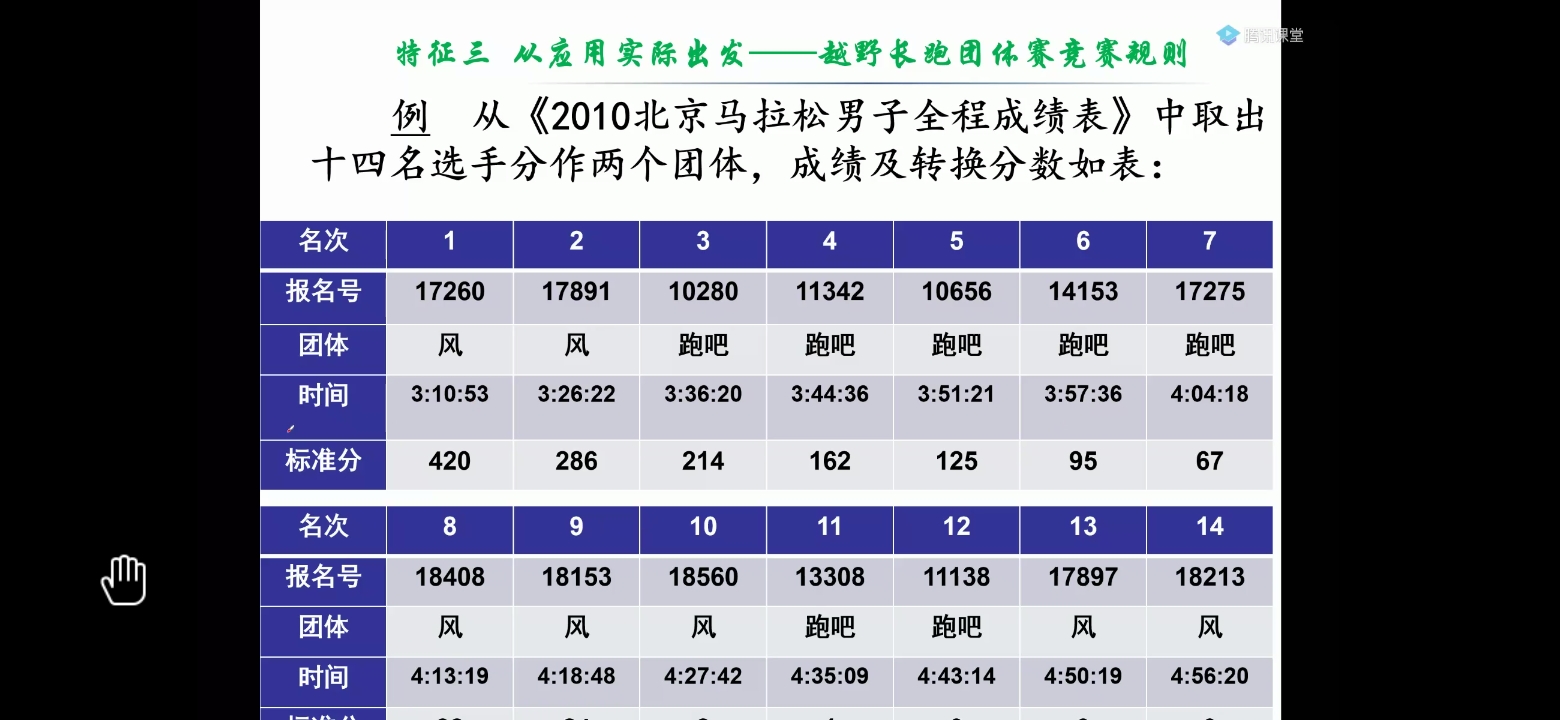 特征三 从应用实际出发——越野长跑团体赛竞赛规则
腾讯课堂
例 从《2010北京马拉松男子全程成绩表》中取出
十四名选手分作两个团体，成绩及转换分数如表：
名次 1 2 3 4 5 6 7
报名号 17260 17891 10280 11342 10656 14153 17275
团体 风 风 跑吧 跑吧 跑吧 跑吧 跑吧
时间 3:10:53 3:26:22 3:36:20 3:44:36 3:51:21 3:57:36 4:04:18
标准分 420 286 214 162 125 95 67
名次 8 9 10 11 12 13 14
报名号 18408 18153 18560 13308 11138 17897 18213
团体 风 风 风 跑吧 跑吧 风 风
时间 4:13:19 4:18:48 4:27:42 4:35:09 4:43:14 4:50:19 4:56:20